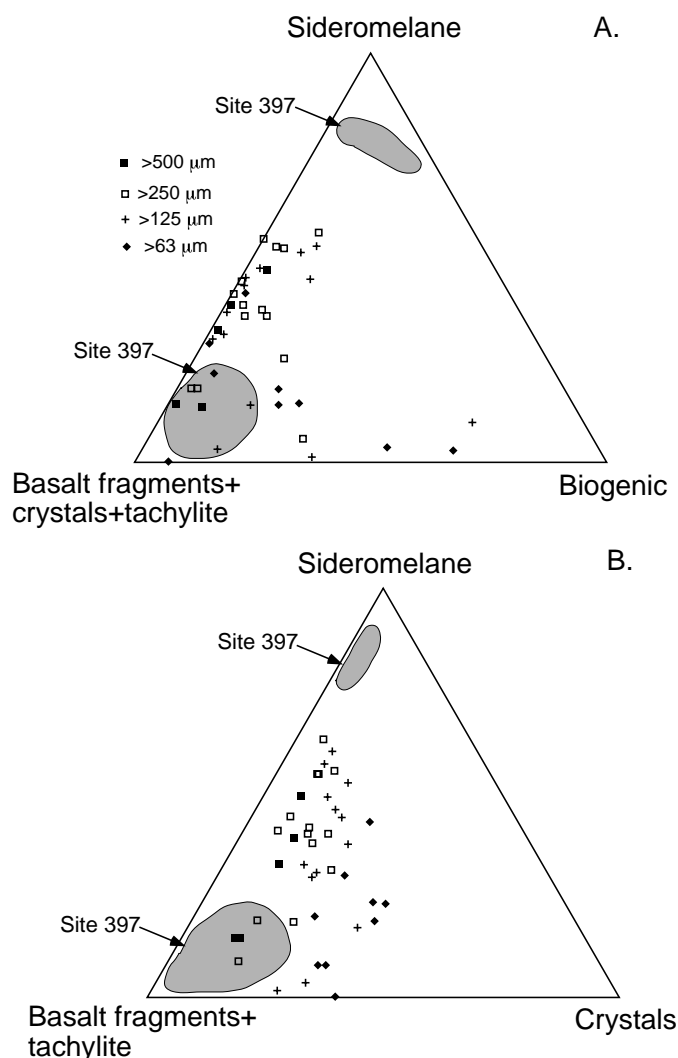 Sideromelane
A.
Site 397
■ >500 μm
□ >250 μm
+ >125 μm
◆ >63 μm
Site 397
Basalt fragments+
crystals+tachylite
Biogenic
B.
Sideromelane
Site 397
Site 397
Basalt fragments+
tachylite
Crystals